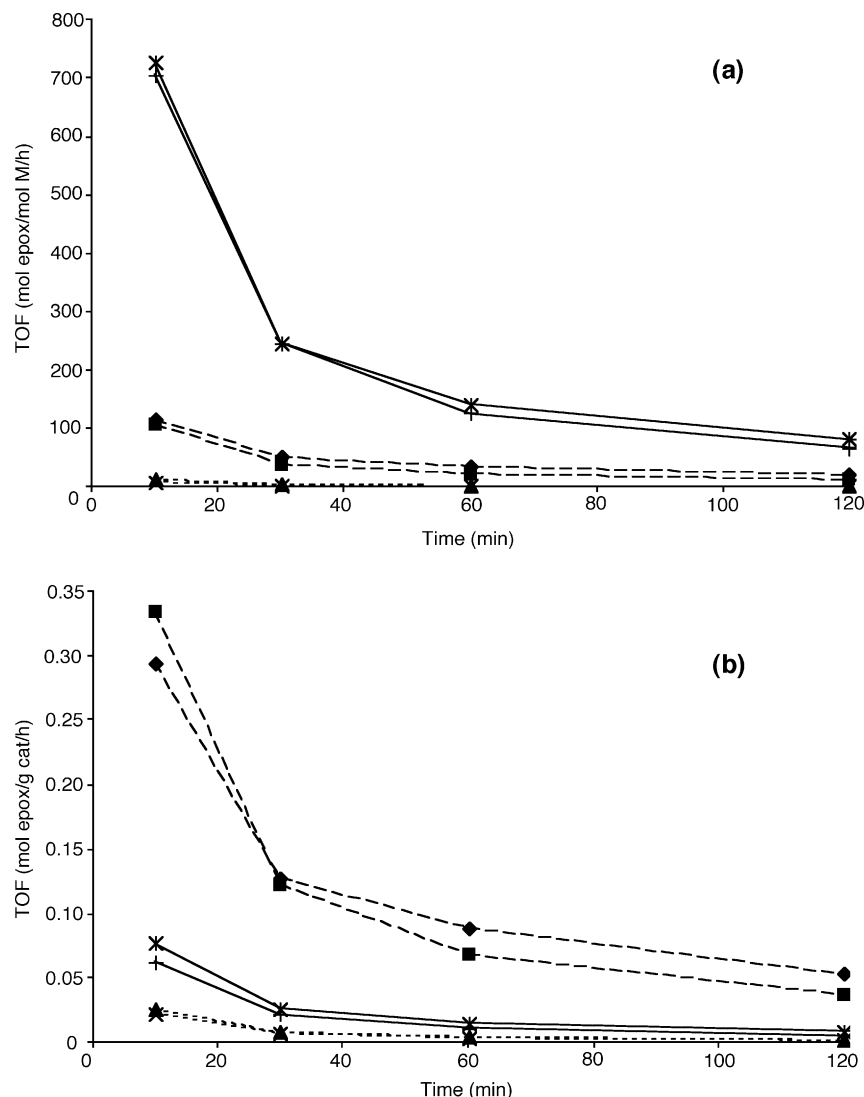 (a)
TOF (mol epox/mol M/h)
800
700
600
500
400
300
200
100
0
0 20 40 60 80 100 120
Time (min)
(b)
TOF (mol epox/g cat/h)
0.35
0.30
0.25
0.20
0.15
0.10
0.05
0
0 20 40 60 80 100 120
Time (min)